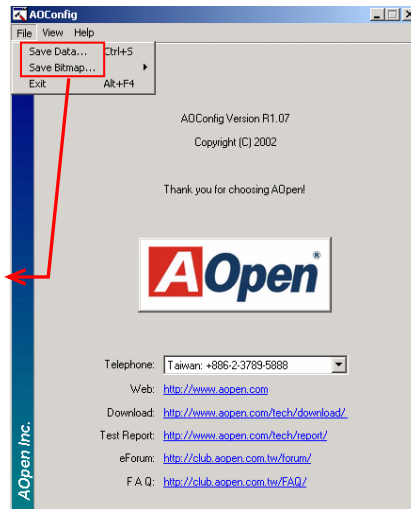 AOConfig
File View Help
Save Data... Ctrl+S
Save Bitmap...
Exit Alt+F4
AOConfig Version R1.07
Copyright (C) 2002
Thank you for choosing AOpen!
AOpen®
Telephone: Taiwan: +886-2-3789-5888
Web: http://www.aopen.com
Download: http://www.aopen.com/tech/download/
Test Report: http://www.aopen.com/tech/report/
eForum: http://club.aopen.com.tw/forum/
F A Q: http://club.aopen.com.tw/FAQ/
AOpen Inc.